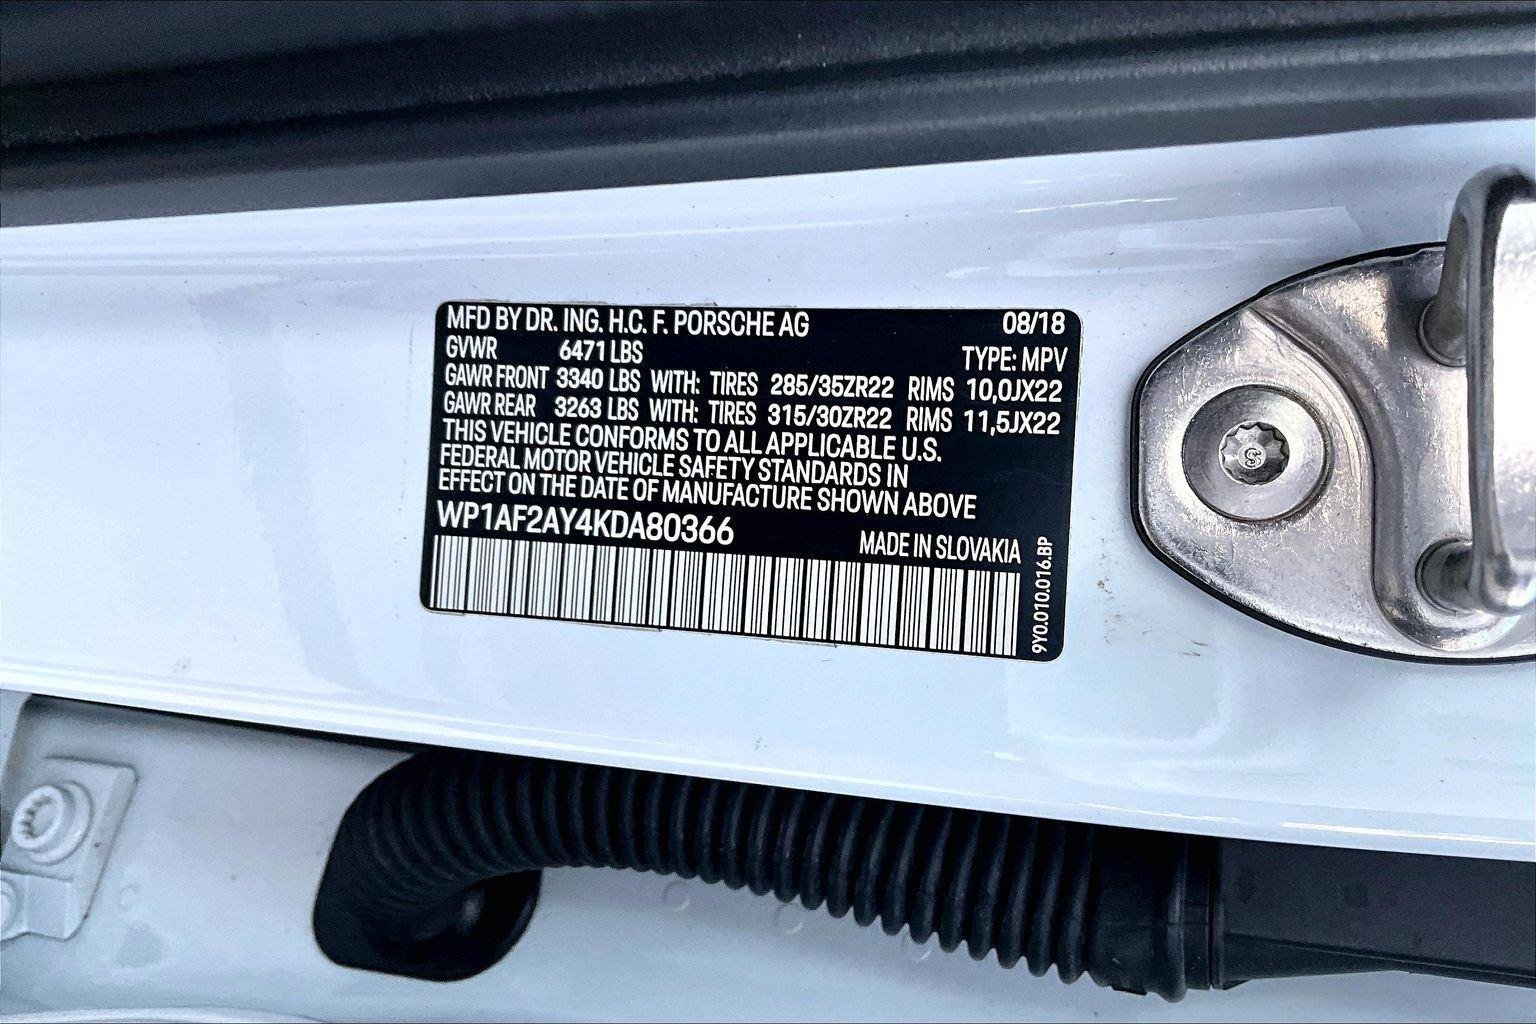 MFD BY DR. ING. H.C. F. PORSCHE AG 08/18
GVWR 6471 LBS TYPE: MPV
GAWR FRONT 3340 LBS WITH: TIRES 285/35ZR22 RIMS 10,0JX22
GAWR REAR 3263 LBS WITH: TIRES 315/30ZR22 RIMS 11,5JX22
THIS VEHICLE CONFORMS TO ALL APPLICABLE U.S.
FEDERAL MOTOR VEHICLE SAFETY STANDARDS IN
EFFECT ON THE DATE OF MANUFACTURE SHOWN ABOVE
WP1AF2AY4KDA80366
MADE IN SLOVAKIA
9Y0.010.016.BP
S